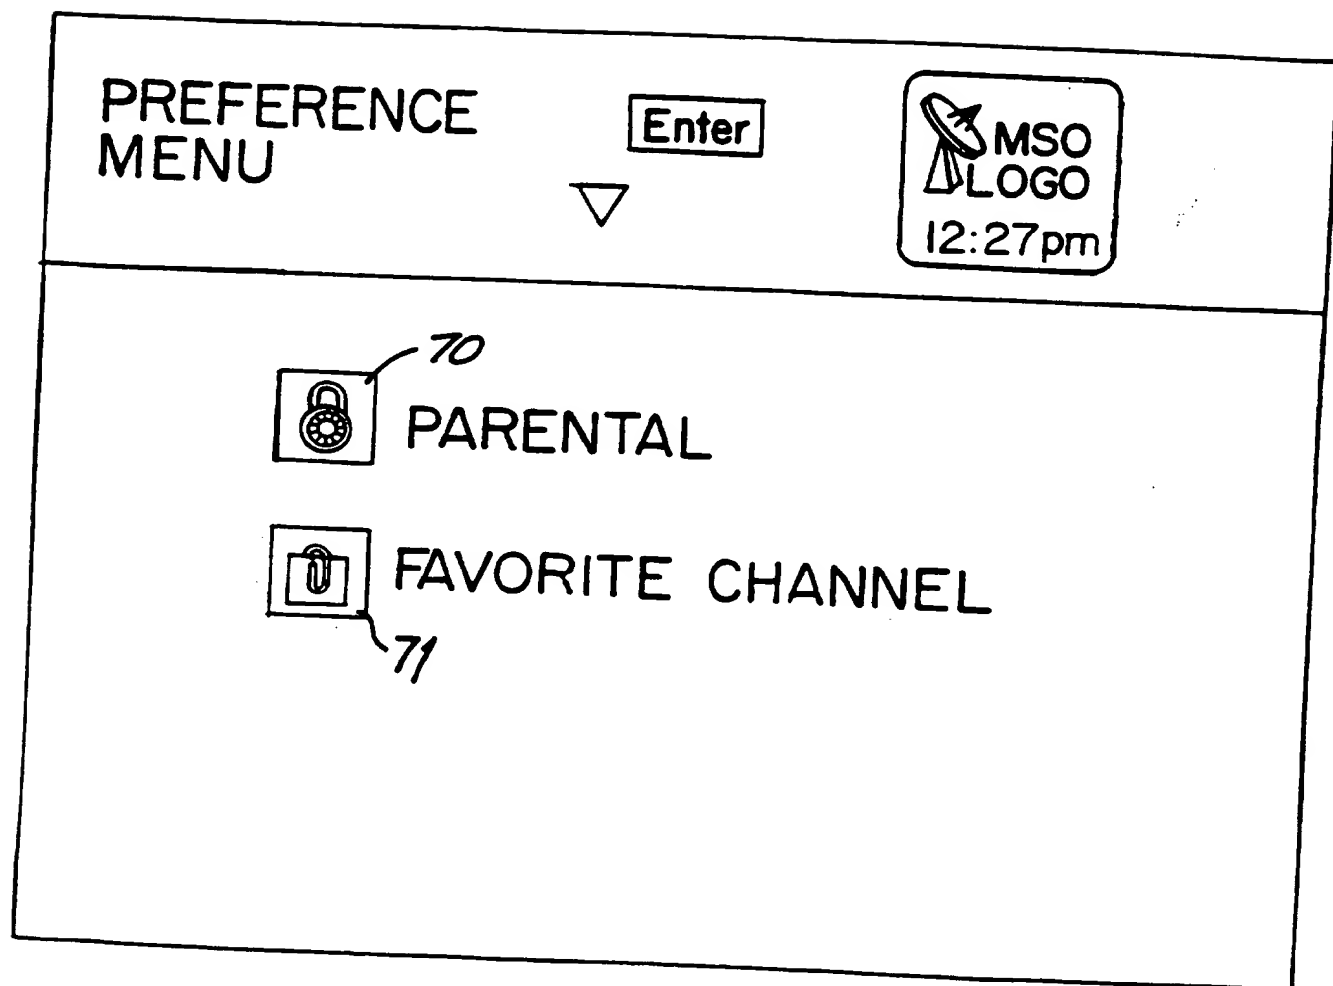 PREFERENCE
MENU
Enter
MSO
LOGO
12:27pm
70
PARENTAL
FAVORITE CHANNEL
71